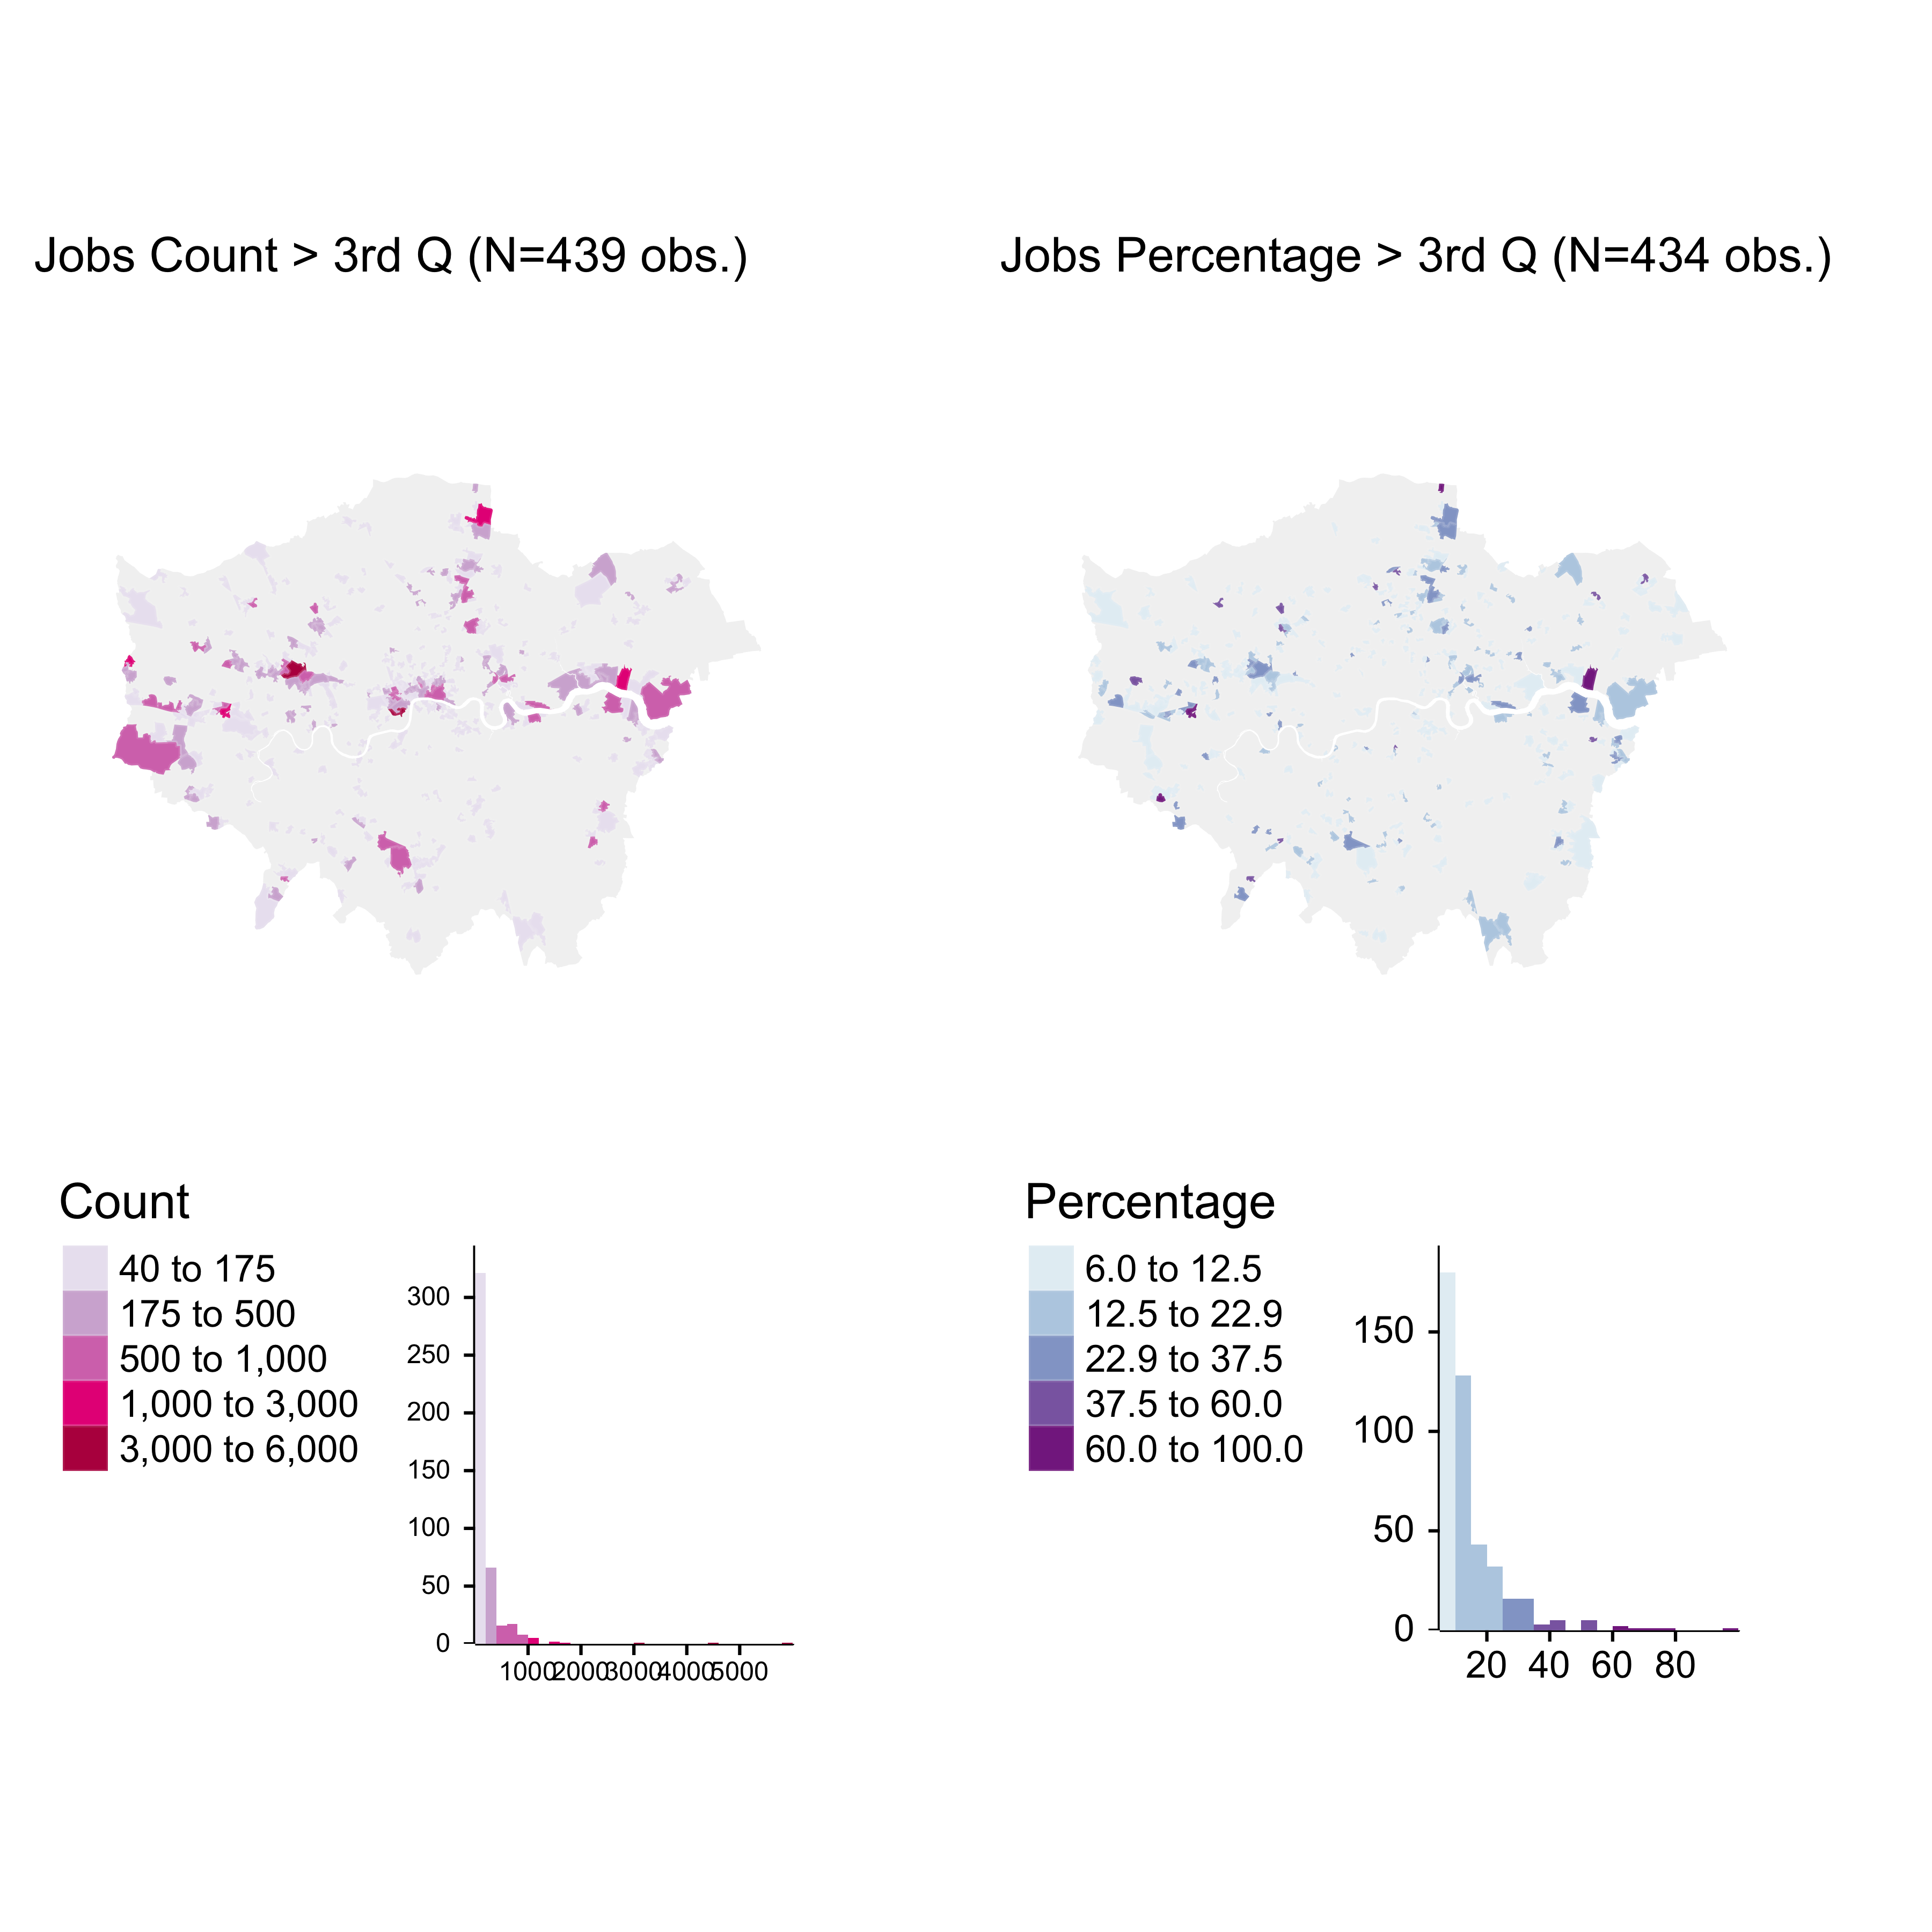 Jobs Count > 3rd Q (N=439 obs.)
Jobs Percentage > 3rd Q (N=434 obs.)
Count
40 to 175
175 to 500
500 to 1,000
1,000 to 3,000
3,000 to 6,000
300
250
200
150
100
50
0
1000 2000 3000 4000 5000
Percentage
6.0 to 12.5
12.5 to 22.9
22.9 to 37.5
37.5 to 60.0
60.0 to 100.0
150
100
50
0
20 40 60 80